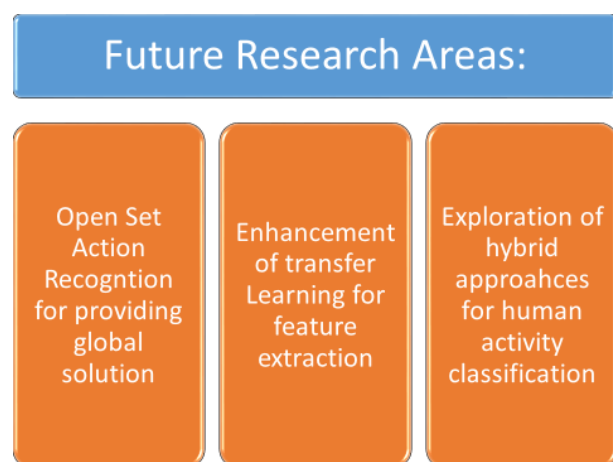 Future Research Areas:
Open Set
Action
Recogntion
for providing
global
solution
Enhancement
of transfer
Learning for
feature
extraction
Exploration of
hybrid
approahces
for human
activity
classification